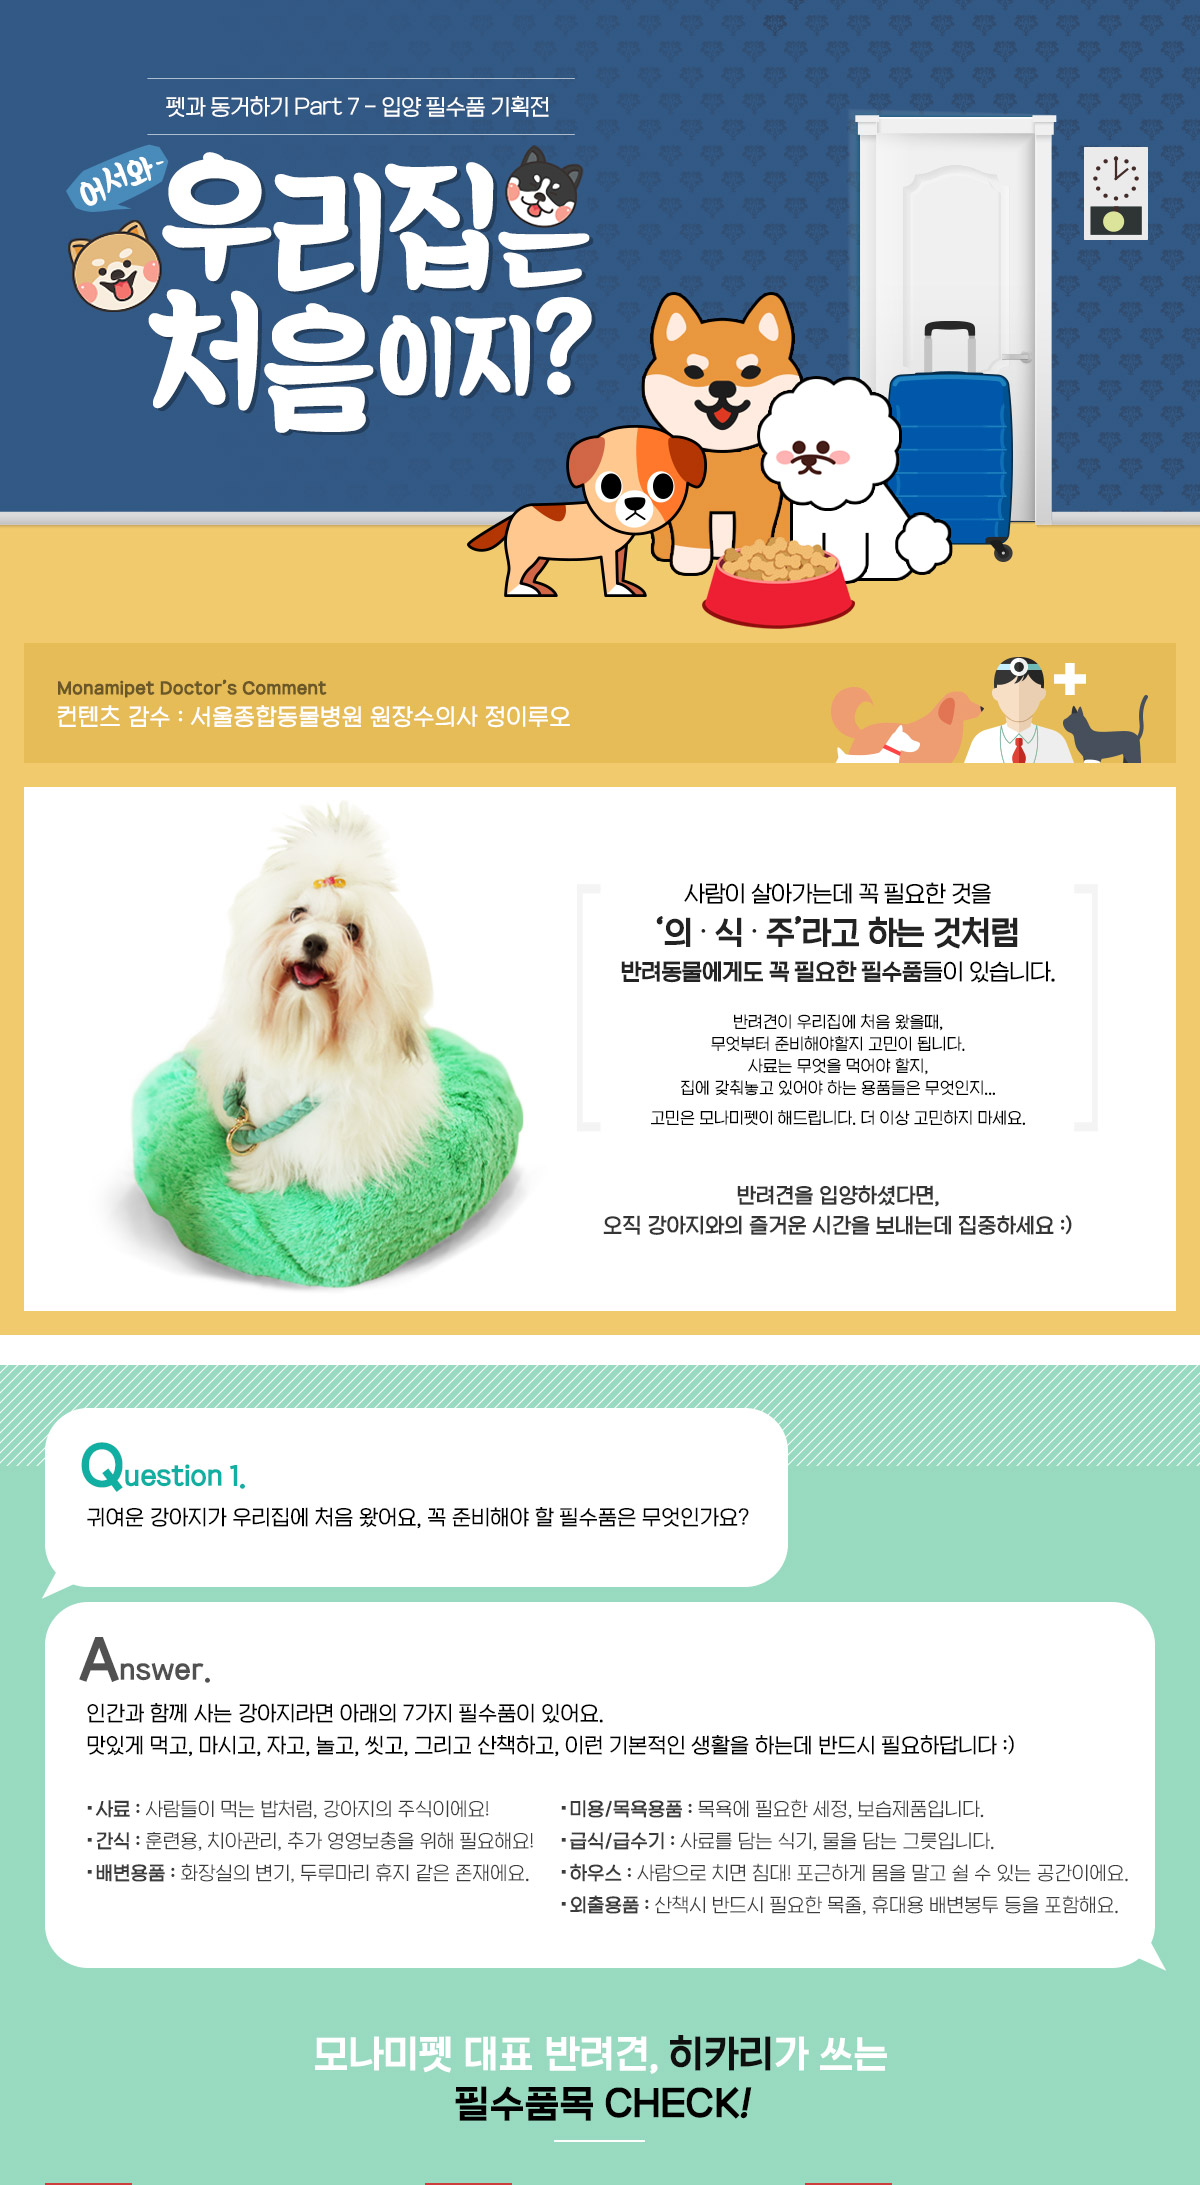 펫과 동거하기 Part 7 - 입양 필수품 기획전
어서와-
우리집은
처음이지?
Monamipet Doctor's Comment
컨텐츠 감수 : 서울종합동물병원 원장수의사 정이루오
사람이 살아가는데 꼭 필요한 것을
‘의 · 식 · 주’라고 하는 것처럼
반려동물에게도 꼭 필요한 필수품들이 있습니다.
반려견이 우리집에 처음 왔을때,
무엇부터 준비해야할지 고민이 됩니다.
사료는 무엇을 먹어야 할지,
집에 갖춰놓고 있어야 하는 용품들은 무엇인지...
고민은 모나미펫이 해드립니다. 더 이상 고민하지 마세요.
반려견을 입양하셨다면,
오직 강아지와의 즐거운 시간을 보내는데 집중하세요 :)
Question 1.
귀여운 강아지가 우리집에 처음 왔어요, 꼭 준비해야 할 필수품은 무엇인가요?
Answer.
인간과 함께 사는 강아지라면 아래의 7가지 필수품이 있어요.
맛있게 먹고, 마시고, 자고, 놀고, 씻고, 그리고 산책하고, 이런 기본적인 생활을 하는데 반드시 필요하답니다 :)
· 사료 : 사람들이 먹는 밥처럼, 강아지의 주식이에요!
· 간식 : 훈련용, 치아관리, 추가 영영보충을 위해 필요해요!
· 배변용품 : 화장실의 변기, 두루마리 휴지 같은 존재에요.
· 미용/목욕용품 : 목욕에 필요한 세정, 보습제품입니다.
· 급식/급수기 : 사료를 담는 식기, 물을 담는 그릇입니다.
· 하우스 : 사람으로 치면 침대! 포근하게 몸을 말고 쉴 수 있는 공간이에요.
· 외출용품 : 산책시 반드시 필요한 목줄, 휴대용 배변봉투 등을 포함해요.
모나미펫 대표 반려견, 히카리가 쓰는
필수품목 CHECK!